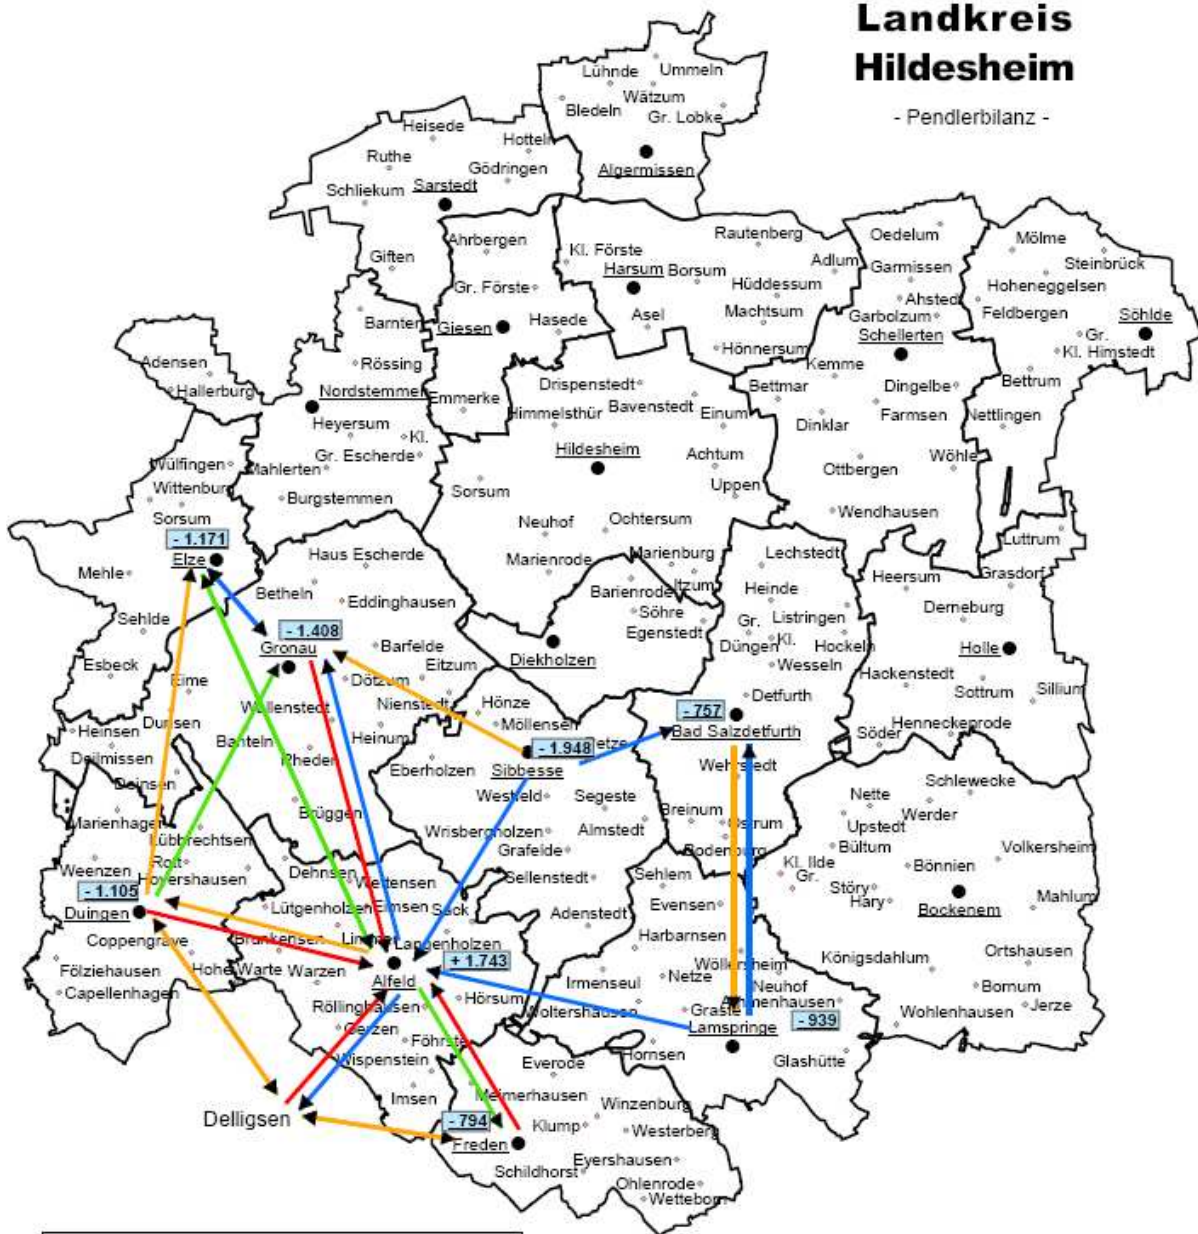 Landkreis
Hildesheim
- Pendlerbilanz -
Lühnde
Ummeln
Wätzum
Bledeln
Gr. Lobke
Algermissen
Heisede
Hotteln
Ruthe
Gödringen
Schliekum
Sarstedt
Giften
Ahrbergen
Gr. Förste
Giesen
Hasede
Emmerke
Kl. Förste
Rautenberg
Harsum
Borsum
Adlum
Hüddessum
Asel
Machtsum
Hönnersum
Oedelum
Garmissen
Ahsted
Garbolzum
Schellerten
Kemme
Bettmar
Dingelbe
Farmsen
Dinklar
Ottbergen
Wöhle
Wendhausen
Mölme
Steinbrück
Hoheneggelsen
Feldbergen
Söhlde
Gr.
Kl. Himstedt
Bettrum
Nettlingen
Barnten
Rössing
Nordstemmen
Heyersum
Kl.
Gr. Escherde
Mahlerten
Burgstemmen
Adensen
Hallerburg
Wülfingen
Wittenburg
Sorsum
- 1.171
Elze
Mehle
Sehlde
Esbeck
Drispenstedt
Himmelsthür
Bavenstedt
Einum
Hildesheim
Achtum
Uppen
Sorsum
Neuhof
Ochtersum
Marienrode
Marienburg
Itzum
Barienrode
Söhre
Egenstedt
Diekholzen
Haus Escherde
Betheln
Eddinghausen
- 1.408
Gronau
Barfelde
Eitzum
Dötzum
Nienstedt
Eime
Wallenstedt
Dunsen
Banteln
Heinum
Rheden
Brüggen
Heinsen
Deilmissen
Deinsen
Marienhagen
Lübbrechtsen
Rott
Hoyershausen
Weenzen
- 1.105
Duingen
Coppengrave
Fölziehausen
Capellenhagen
Hohe Warte
Hönze
Möllensen
- 1.948
Petze
Sibbesse
Eberholzen
Westfeld
Segeste
Wrisbergholzen
Almstedt
Grafelde
Sellenstedt
Adenstedt
Lechstedt
Heinde
Gr.
Listringen
Düngen
Kl.
Hockeln
Wesseln
Detfurth
- 757
Bad Salzdetfurth
Wehrstedt
Breinum
Ostrum
Bodenburg
Luttrum
Heersum
Grasdorf
Derneburg
Holle
Hackenstedt
Sottrum
Sillium
Henneckenrode
Söder
Schlewecke
Nette
Werder
Upstedt
Bültum
Volkersheim
Kl. Ilde
Gr.
Bönnien
Störy
Hary
Bockenem
Mahlum
Ortshausen
Königsdahlum
Bornum
Jerze
Wohlenhausen
Dehnsen
Wettensen
Lütgenholzen
Eimsen
Sack
Brunkensen
Limmer
Langenholzen
Warzen
+ 1.743
Alfeld
Röllinghausen
Hörsum
Gerzen
Föhrste
Wispenstein
Imsen
Sehlem
Evensen
Harbarnsen
Wöllersheim
Netze
Neuhof
Irmenseul
Ammenhausen
Woltershausen
Graste
Lamspringe
- 939
Hornsen
Glashütte
Everode
Meimerhausen
Winzenburg
Klump
Westerberg
- 794
Freden
Eyershausen
Schildhorst
Ohlenrode
Wetteborn
Delligsen